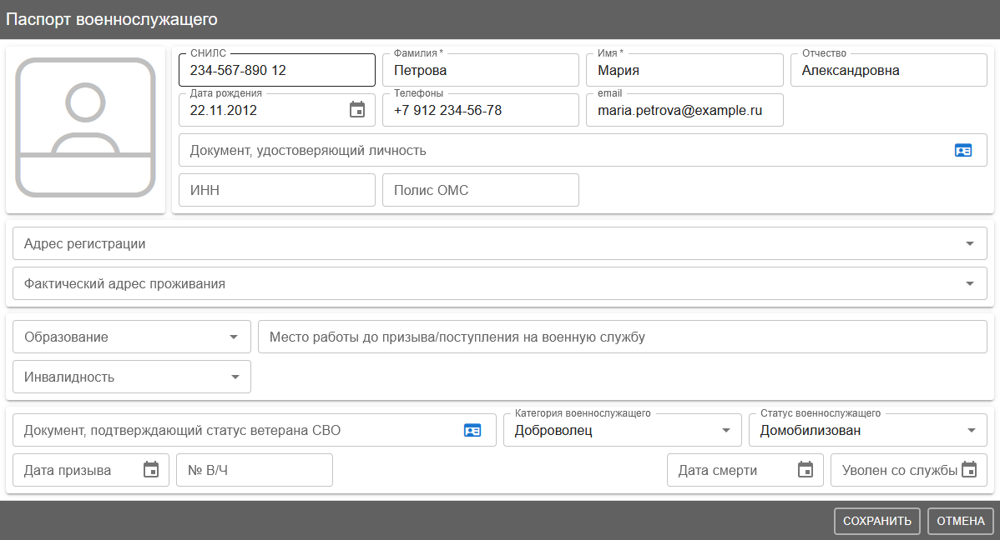 Паспорт военнослужащего
СНИЛС
234-567-890 12
Фамилия *
Петрова
Имя *
Мария
Отчество
Александровна
Дата рождения
22.11.2012
Телефоны
+7 912 234-56-78
email
maria.petrova@example.ru
Документ, удостоверяющий личность
ИНН
Полис ОМС
Адрес регистрации
Фактический адрес проживания
Образование
Место работы до призыва/поступления на военную службу
Инвалидность
Документ, подтверждающий статус ветерана СВО
Категория военнослужащего
Доброволец
Статус военнослужащего
Домобилизован
Дата призыва
№ В/Ч
Дата смерти
Уволен со службы
СОХРАНИТЬ
ОТМЕНА